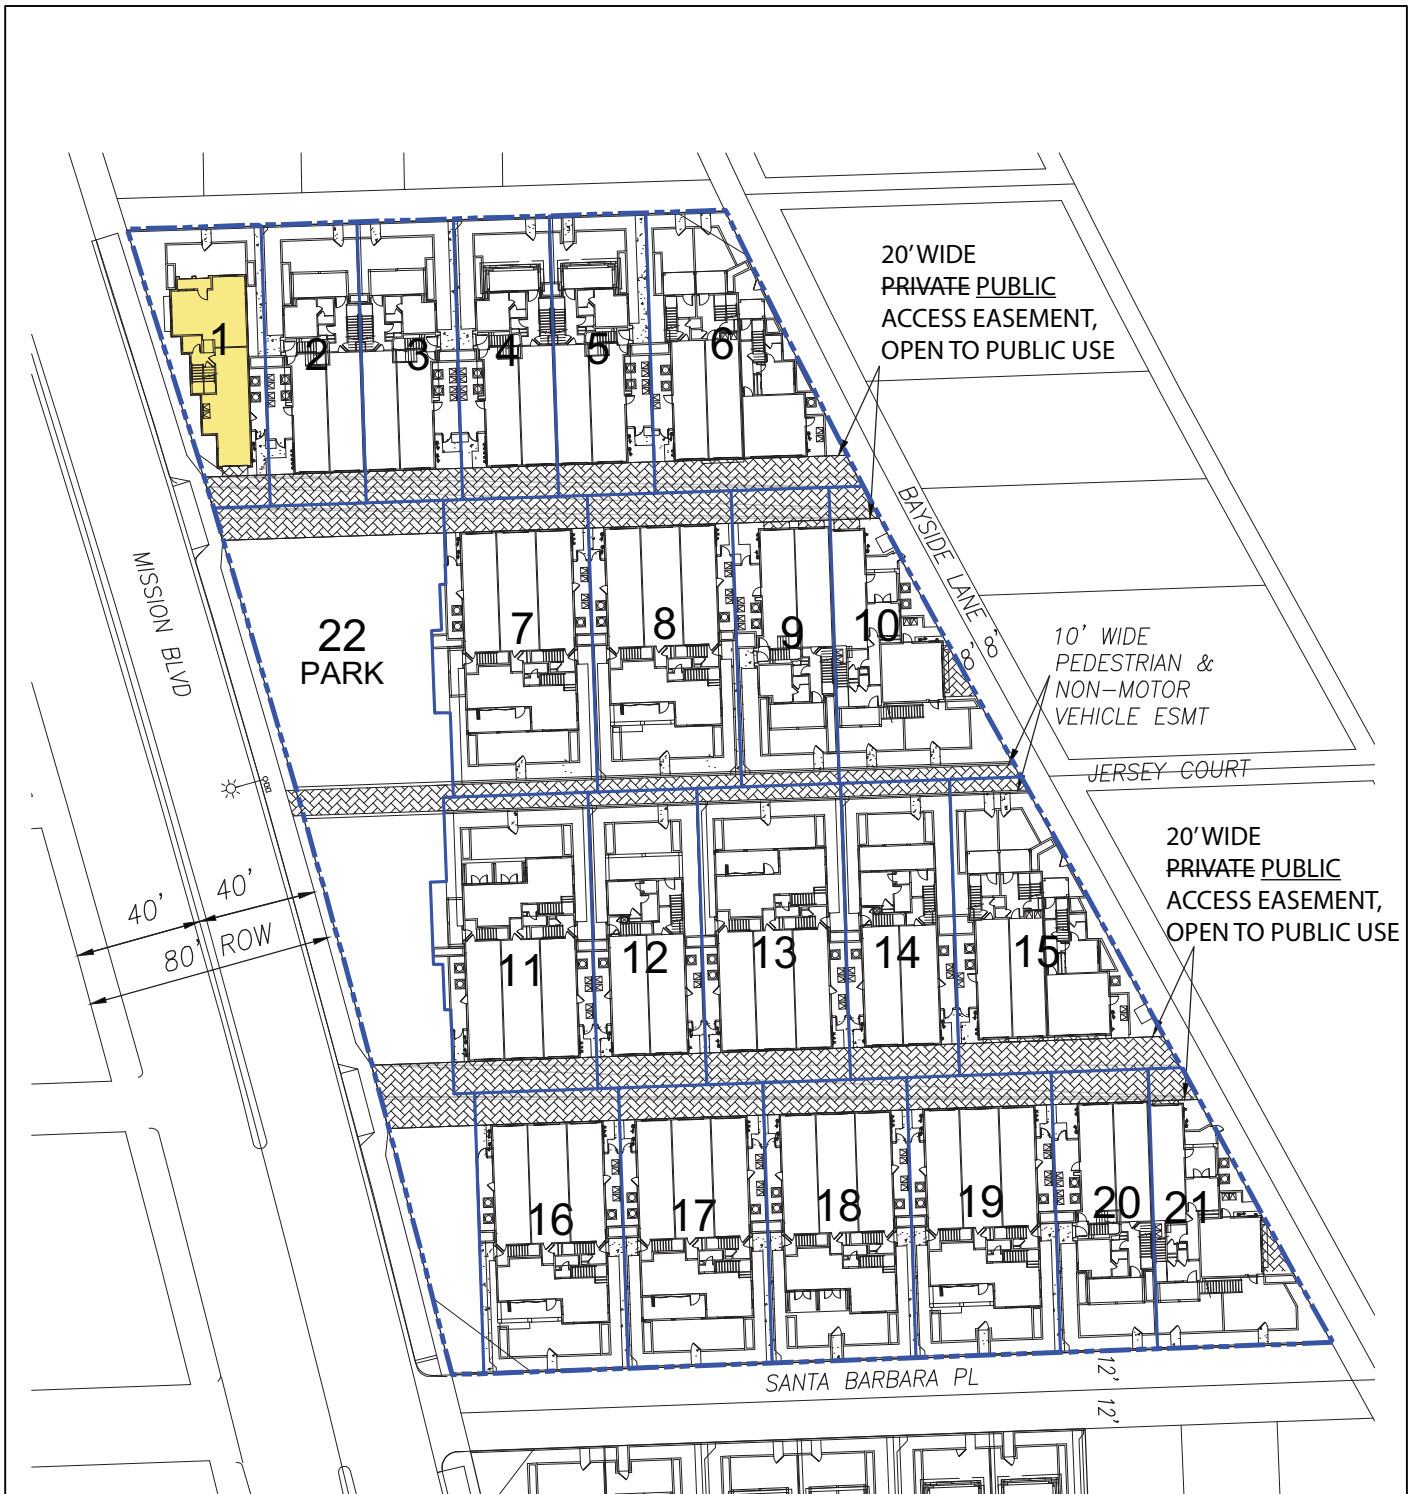 20' WIDE
PRIVATE PUBLIC
ACCESS EASEMENT,
OPEN TO PUBLIC USE
1
2
3
4
5
6
BAYSIDE LANE
8'
8'
MISSION BLVD
22
PARK
7
8
9
10
10' WIDE
PEDESTRIAN &
NON-MOTOR
VEHICLE ESMT
JERSEY COURT
20' WIDE
PRIVATE PUBLIC
ACCESS EASEMENT,
OPEN TO PUBLIC USE
40'
40'
80' ROW
11
12
13
14
15
16
17
18
19
20
21
SANTA BARBARA PL
12'
12'